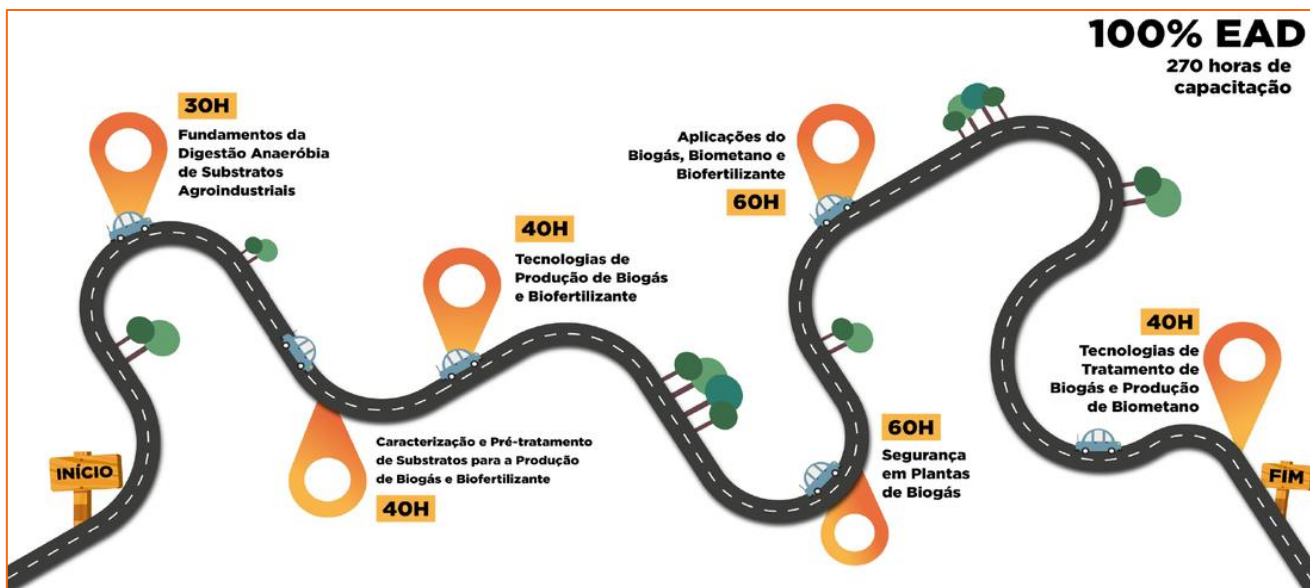 100% EAD
270 horas de
capacitação
INÍCIO
30H
Fundamentos da
Digestão Anaeróbia
de Substratos
Agroindustriais
Caracterização e Pré-tratamento
de Substratos para a Produção
de Biogás e Biofertilizante
40H
40H
Tecnologias de
Produção de Biogás
e Biofertilizante
60H
Segurança
em Plantas
de Biogás
Aplicações do
Biogás, Biometano e
Biofertilizante
60H
40H
Tecnologias de
Tratamento de
Biogás e Produção
de Biometano
FIM